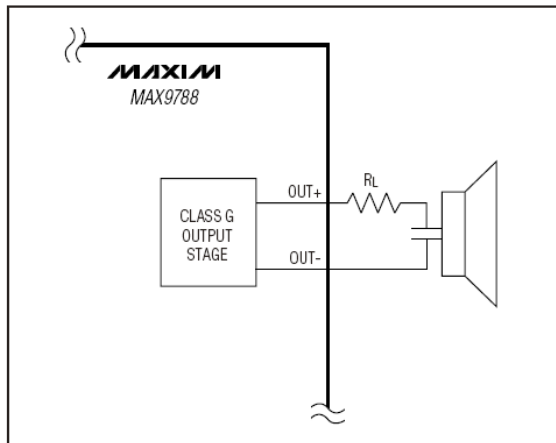 MAXIM
MAX9788
CLASS G
OUTPUT
STAGE
OUT+
RL
OUT-